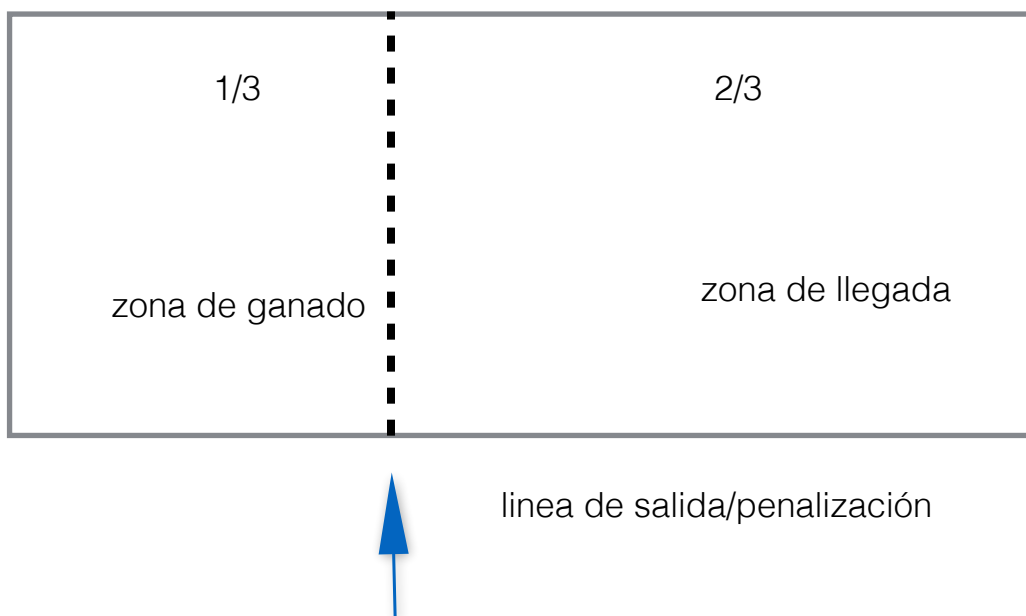 1/3
2/3
zona de ganado
zona de llegada
linea de salida/penalización